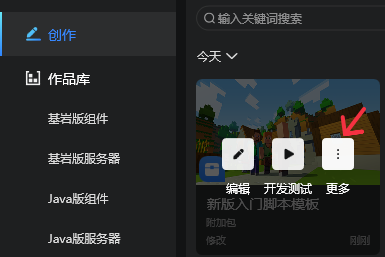 创作
作品库
基岩版组件
基岩版服务器
Java版组件
Java版服务器
输入关键词搜索
今天
编辑 开发测试 更多
新版入门脚本模板
附加包
修改 刚刚